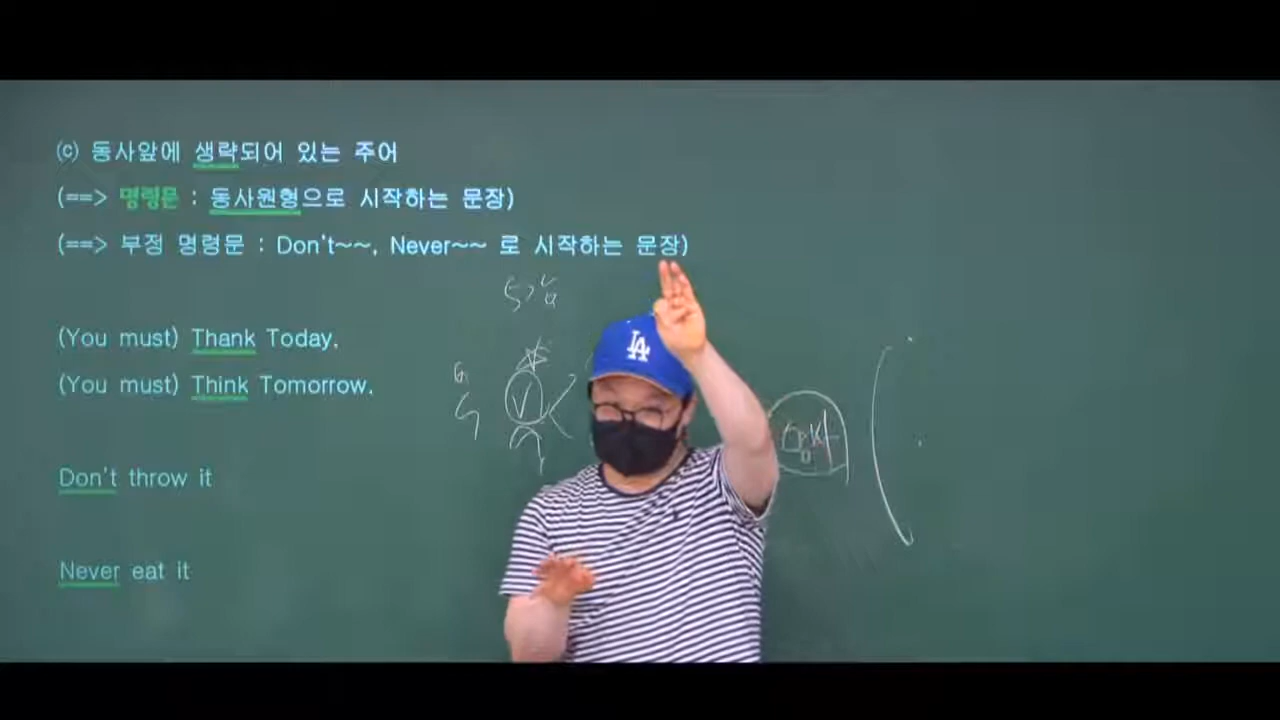 (c) 동사앞에 생략되어 있는 주어
(==> 명령문 : 동사원형으로 시작하는 문장)
(==> 부정 명령문 : Don't~~, Never~~ 로 시작하는 문장)
(You must) Thank Today.
(You must) Think Tomorrow.
Don't throw it
Never eat it
LA
V